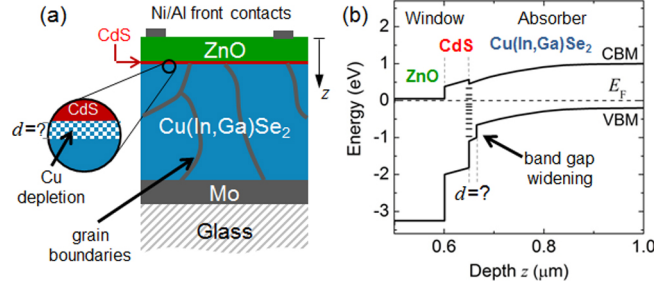 (a)
Ni/Al front contacts
CdS
ZnO
z
CdS
d=?
Cu
depletion
Cu(In,Ga)Se2
Mo
grain
boundaries
Glass
(b)
Window
Absorber
CdS
Cu(In,Ga)Se2
ZnO
CBM
EF
VBM
band gap
widening
d=?
Energy (eV)
2
1
0
-1
-2
-3
0.6
0.8
1.0
Depth z (μm)